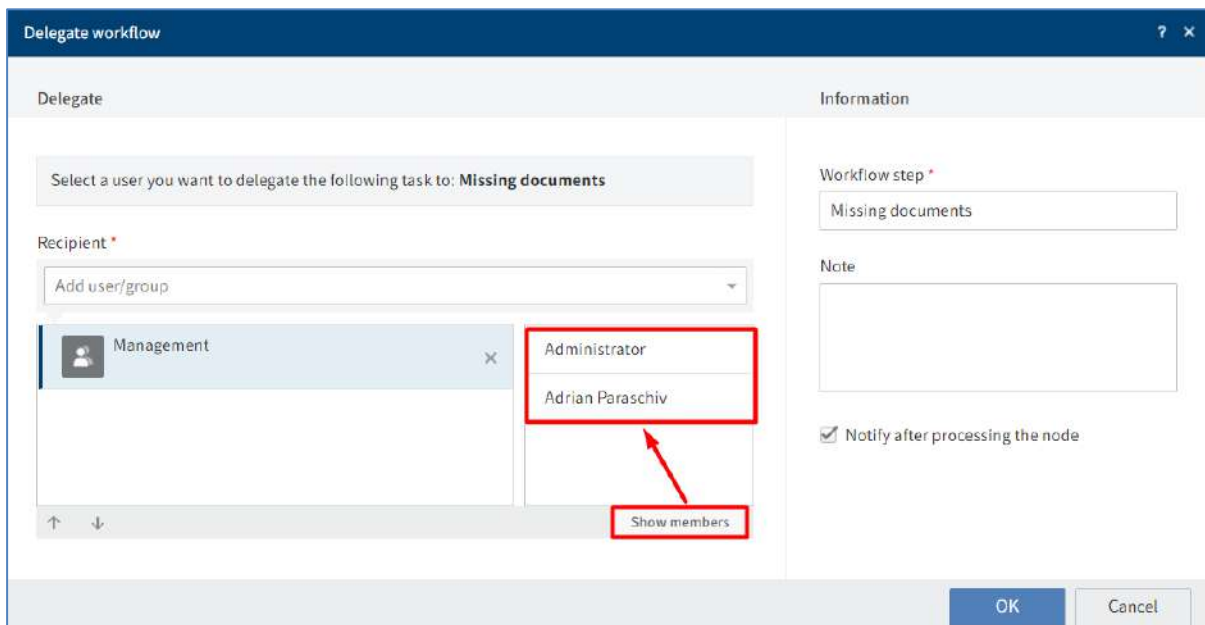 Delegate workflow
? ×
Delegate
Information
Select a user you want to delegate the following task to: Missing documents
Workflow step *
Missing documents
Recipient *
Add user/group
Note
Management
Administrator
Adrian Paraschiv
Notify after processing the node
Show members
OK
Cancel